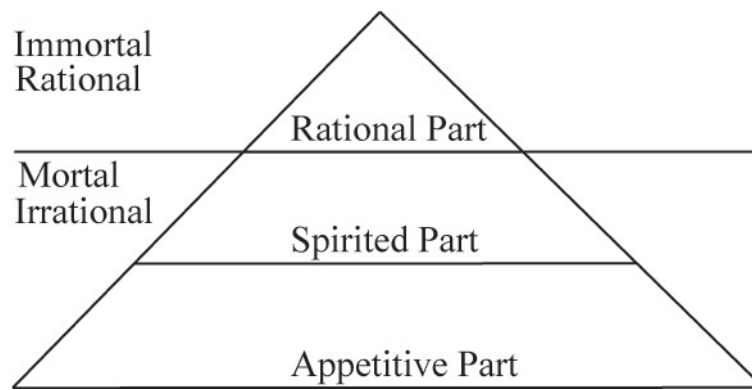 Immortal
Rational
Rational Part
Mortal
Irrational
Spirited Part
Appetitive Part